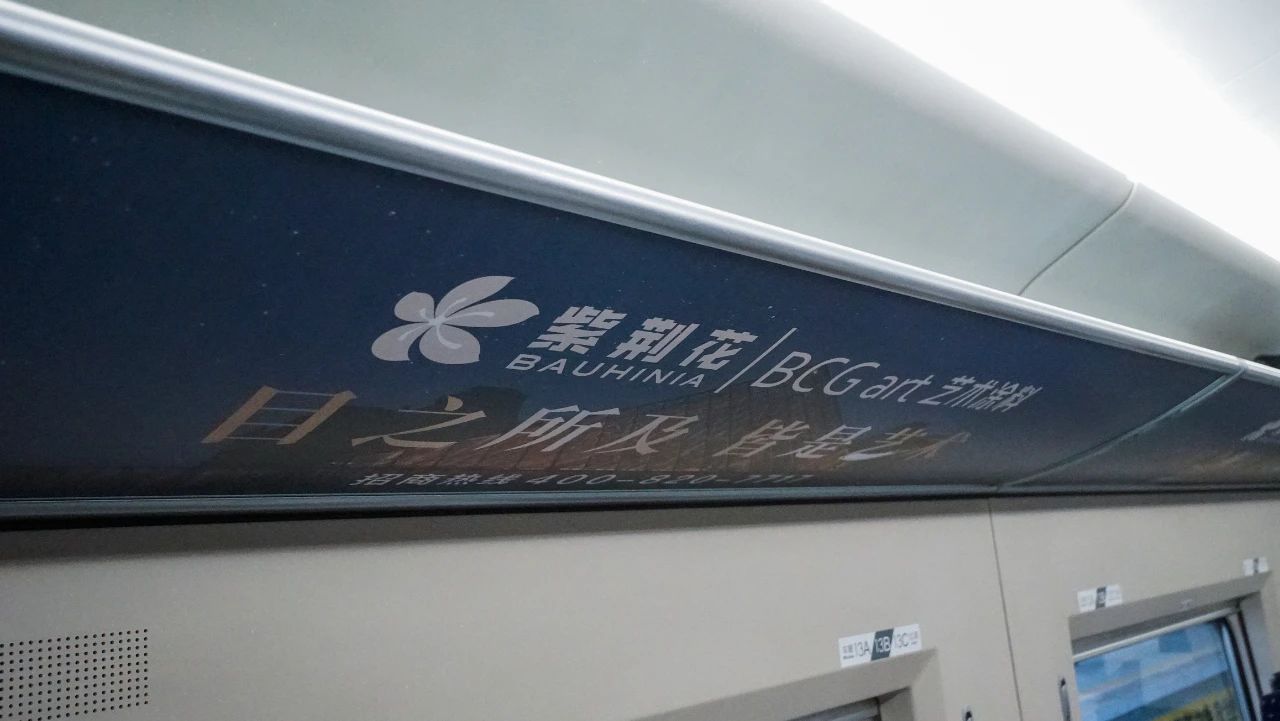 紫荆花 | BCG art 艺术涂料
BAUHINIA
目之所及 皆是艺术
招商热线 400-820-7717
13A 13B 13C